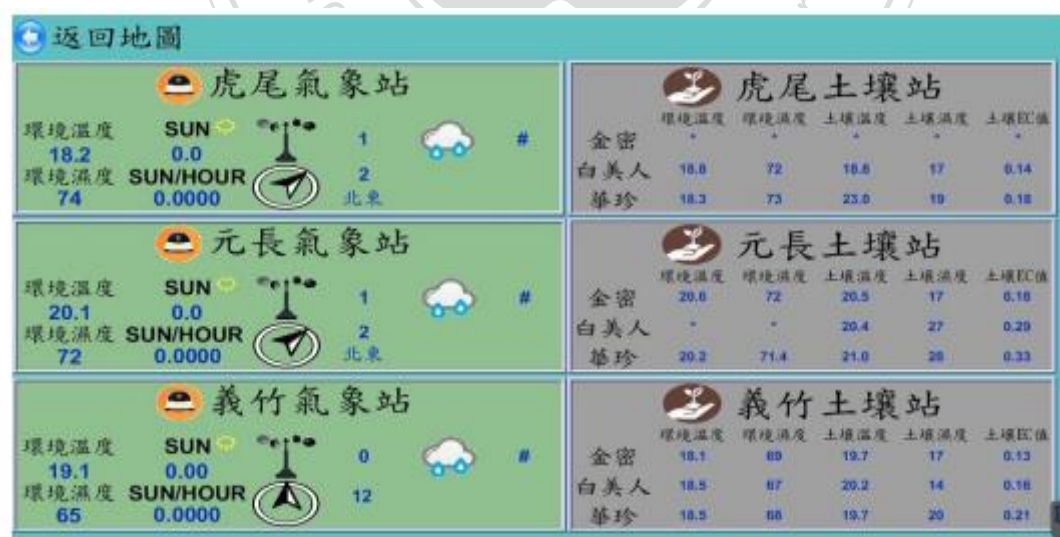 返回地圖
虎尾氣象站
環境溫度 SUN 1 #
18.2 0.0
環境濕度 SUN/HOUR 2
74 0.0000 北東
虎尾土壤站
環境溫度 環境濕度 土壤溫度 土壤濕度 土壤EC值
金密 * * * * *
白美人 18.8 72 18.6 17 0.14
華珍 18.3 73 23.0 19 0.18
元長氣象站
環境溫度 SUN 1 #
20.1 0.0
環境濕度 SUN/HOUR 2
72 0.0000 北東
元長土壤站
環境溫度 環境濕度 土壤溫度 土壤濕度 土壤EC值
金密 20.6 72 20.5 17 0.18
白美人 * * 20.4 27 0.29
華珍 20.2 71.4 21.0 28 0.33
義竹氣象站
環境溫度 SUN 0 #
19.1 0.00
環境濕度 SUN/HOUR 12
65 0.0000
義竹土壤站
環境溫度 環境濕度 土壤溫度 土壤濕度 土壤EC值
金密 18.1 69 19.7 17 0.13
白美人 18.5 67 20.2 14 0.16
華珍 18.5 68 19.7 20 0.21